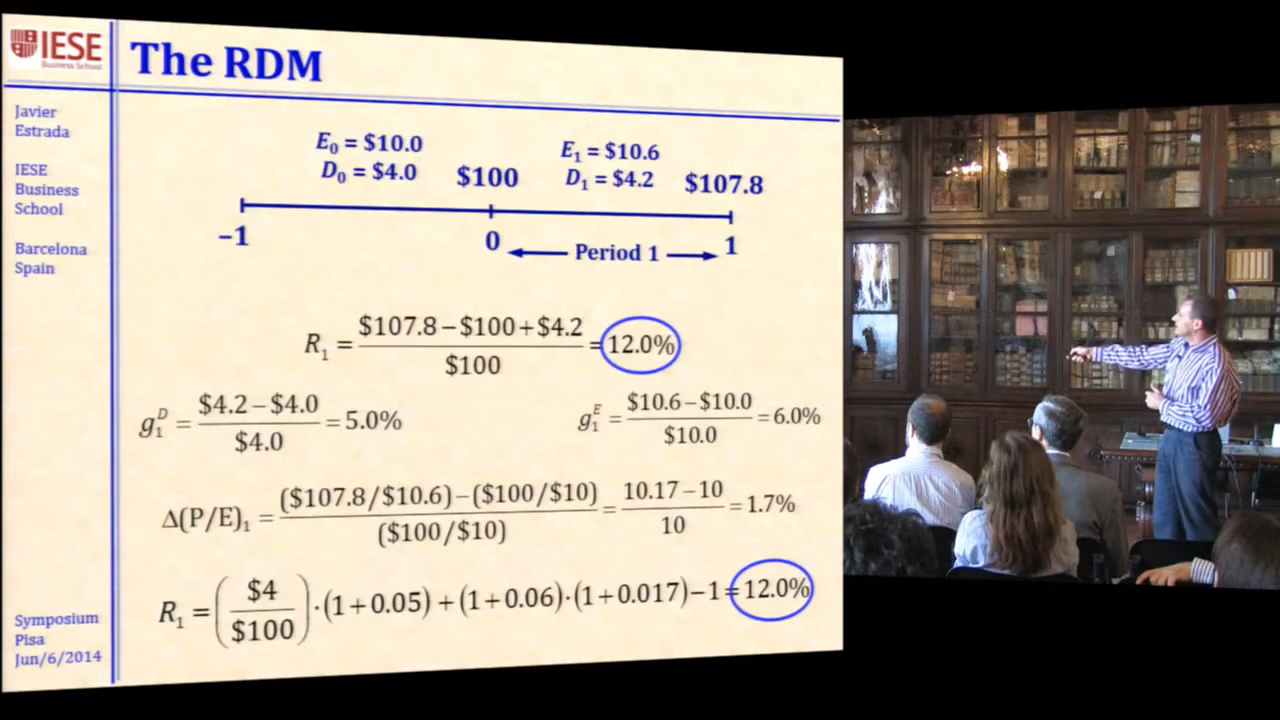 IESE
Business School
The RDM
Javier
Estrada
IESE
Business
School
Barcelona
Spain
E₀ = $10.0
D₀ = $4.0
$100
E₁ = $10.6
D₁ = $4.2
$107.8
–1
0
Period 1
1
R₁ = ($107.8 – $100 + $4.2) / $100 = 12.0%
g₁ᴰ = ($4.2 – $4.0) / $4.0 = 5.0%
g₁ᴱ = ($10.6 – $10.0) / $10.0 = 6.0%
Δ(P/E)₁ = (($107.8/$10.6) – ($100/$10)) / ($100/$10) = (10.17 – 10) / 10 = 1.7%
R₁ = ($4 / $100) · (1 + 0.05) + (1 + 0.06) · (1 + 0.017) – 1 = 12.0%
Symposium
Pisa
Jun/6/2014